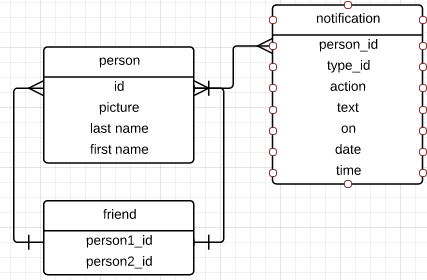 person
id
picture
last name
first name
friend
person1_id
person2_id
notification
person_id
type_id
action
text
on
date
time